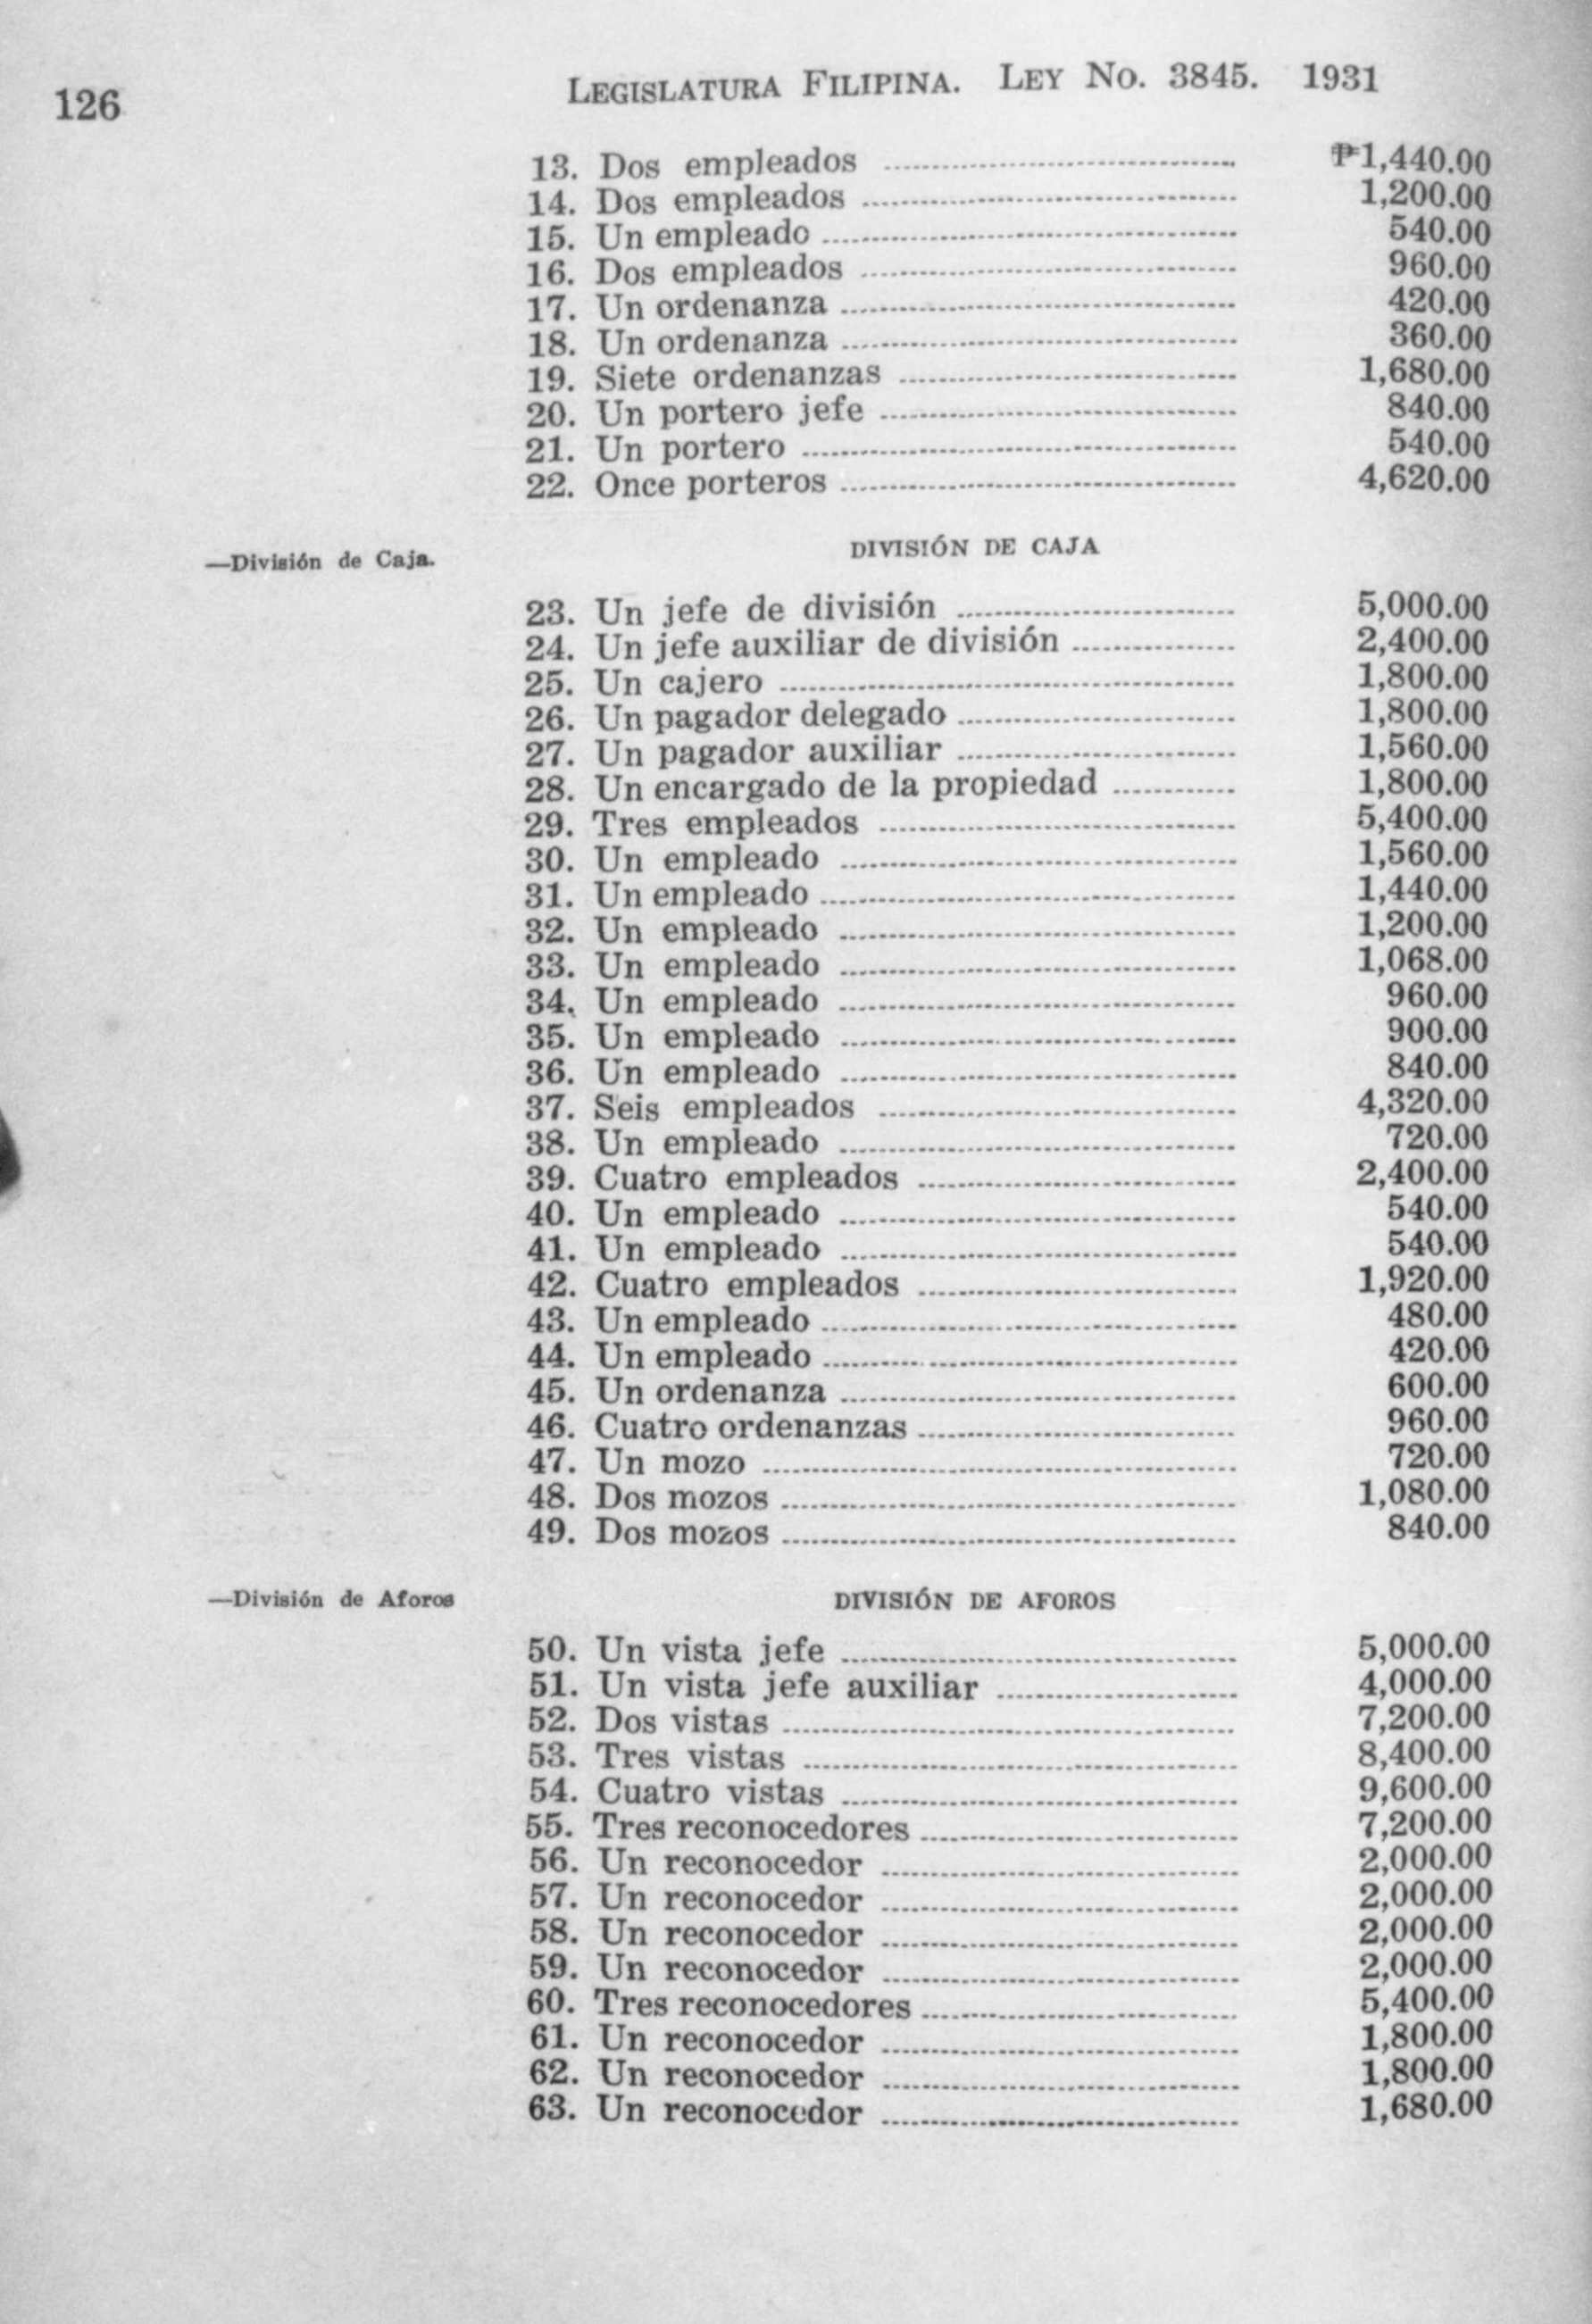 126
LEGISLATURA FILIPINA. LEY NO. 3845. 1931
13. Dos empleados ₱1,440.00
14. Dos empleados 1,200.00
15. Un empleado 540.00
16. Dos empleados 960.00
17. Un ordenanza 420.00
18. Un ordenanza 360.00
19. Siete ordenanzas 1,680.00
20. Un portero jefe 840.00
21. Un portero 540.00
22. Once porteros 4,620.00
—División de Caja.
DIVISIÓN DE CAJA
23. Un jefe de división 5,000.00
24. Un jefe auxiliar de división 2,400.00
25. Un cajero 1,800.00
26. Un pagador delegado 1,800.00
27. Un pagador auxiliar 1,560.00
28. Un encargado de la propiedad 1,800.00
29. Tres empleados 5,400.00
30. Un empleado 1,560.00
31. Un empleado 1,440.00
32. Un empleado 1,200.00
33. Un empleado 1,068.00
34. Un empleado 960.00
35. Un empleado 900.00
36. Un empleado 840.00
37. Seis empleados 4,320.00
38. Un empleado 720.00
39. Cuatro empleados 2,400.00
40. Un empleado 540.00
41. Un empleado 540.00
42. Cuatro empleados 1,920.00
43. Un empleado 480.00
44. Un empleado 420.00
45. Un ordenanza 600.00
46. Cuatro ordenanzas 960.00
47. Un mozo 720.00
48. Dos mozos 1,080.00
49. Dos mozos 840.00
—División de Aforos
DIVISIÓN DE AFOROS
50. Un vista jefe 5,000.00
51. Un vista jefe auxiliar 4,000.00
52. Dos vistas 7,200.00
53. Tres vistas 8,400.00
54. Cuatro vistas 9,600.00
55. Tres reconocedores 7,200.00
56. Un reconocedor 2,000.00
57. Un reconocedor 2,000.00
58. Un reconocedor 2,000.00
59. Un reconocedor 2,000.00
60. Tres reconocedores 5,400.00
61. Un reconocedor 1,800.00
62. Un reconocedor 1,800.00
63. Un reconocedor 1,680.00